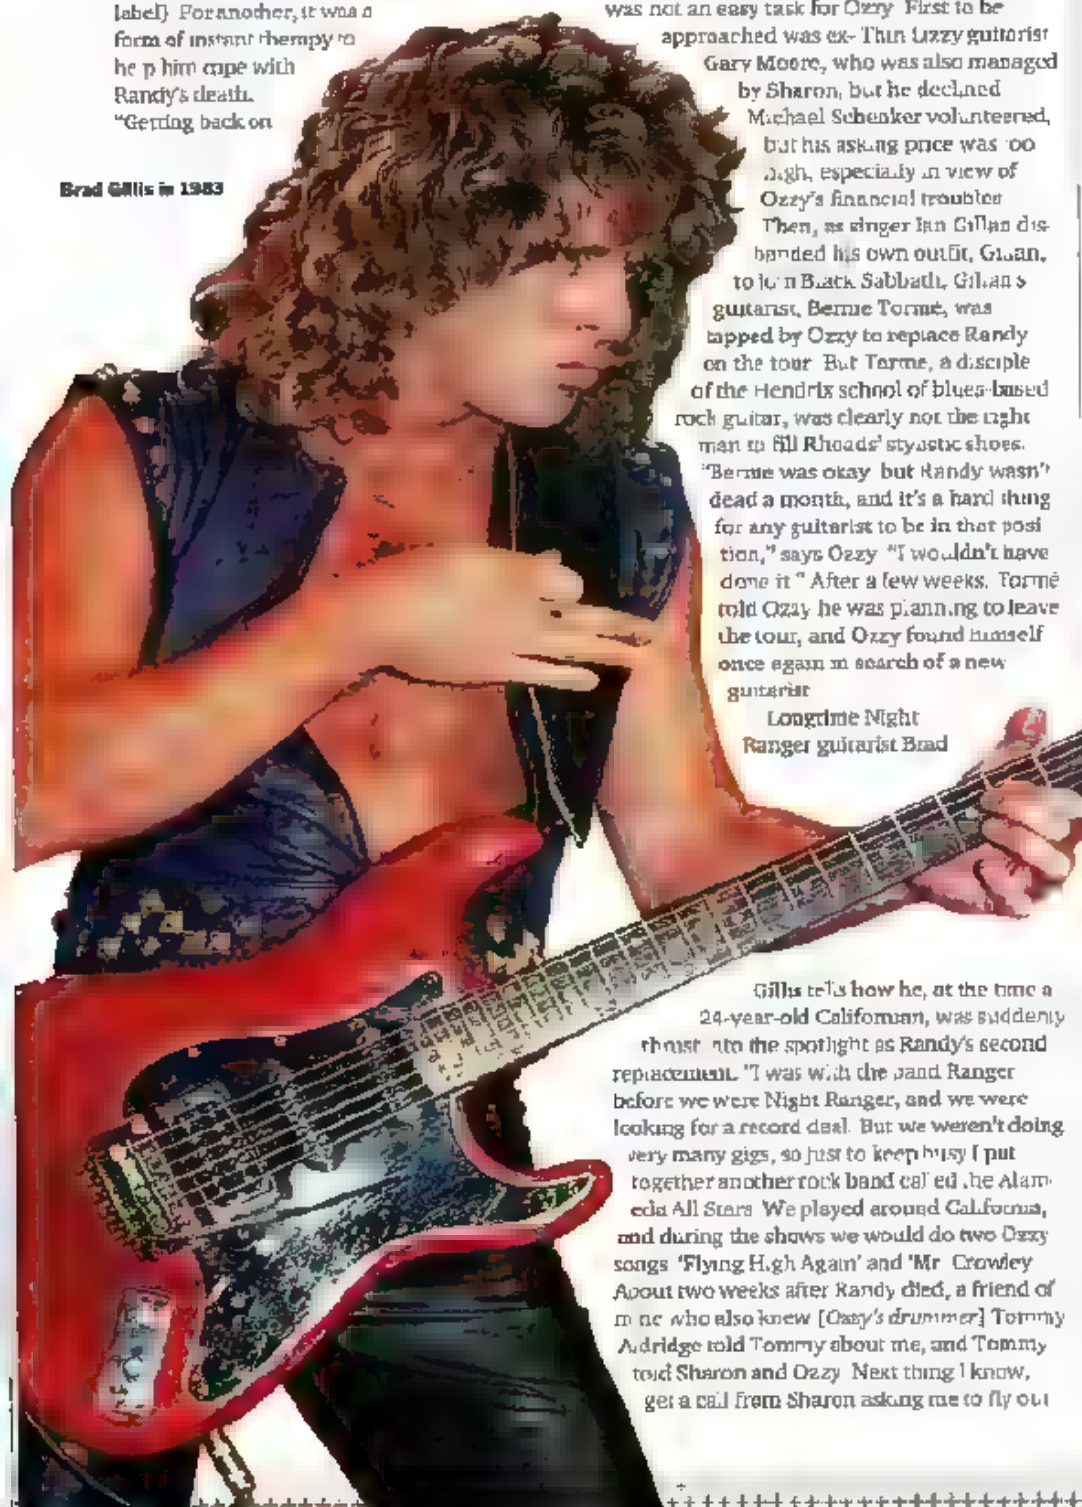 label). For another, it was a
form of instant therapy to
help him cope with
Randy's death.
"Getting back on
Brad Gillis in 1983
was not an easy task for Ozzy. First to be
approached was ex-Thin Lizzy guitarist
Gary Moore, who was also managed
by Sharon, but he declined.
Michael Schenker volunteered,
but his asking price was too
high, especially in view of
Ozzy's financial troubles.
Then, as singer Ian Gillan dis-
banded his own outfit, Gillan,
to join Black Sabbath, Gillan's
guitarist, Bernie Tormé, was
tapped by Ozzy to replace Randy
on the tour. But Torme, a disciple
of the Hendrix school of blues-based
rock guitar, was clearly not the right
man to fill Rhoads' stylistic shoes.
"Bernie was okay, but Randy wasn't
dead a month, and it's a hard thing
for any guitarist to be in that posi-
tion," says Ozzy. "I wouldn't have
done it." After a few weeks, Tormé
told Ozzy he was planning to leave
the tour, and Ozzy found himself
once again in search of a new
guitarist.
Longtime Night
Ranger guitarist Brad
Gillis tells how he, at the time a
24-year-old Californian, was suddenly
thrust into the spotlight as Randy's second
replacement. "I was with the band Ranger
before we were Night Ranger, and we were
looking for a record deal. But we weren't doing
very many gigs, so just to keep busy I put
together another rock band called the Alam-
eda All Stars. We played around California,
and during the shows we would do two Ozzy
songs, 'Flying High Again' and 'Mr. Crowley.'
About two weeks after Randy died, a friend of
mine who also knew [Ozzy's drummer] Tommy
Aldridge told Tommy about me, and Tommy
told Sharon and Ozzy. Next thing I know,
get a call from Sharon asking me to fly out